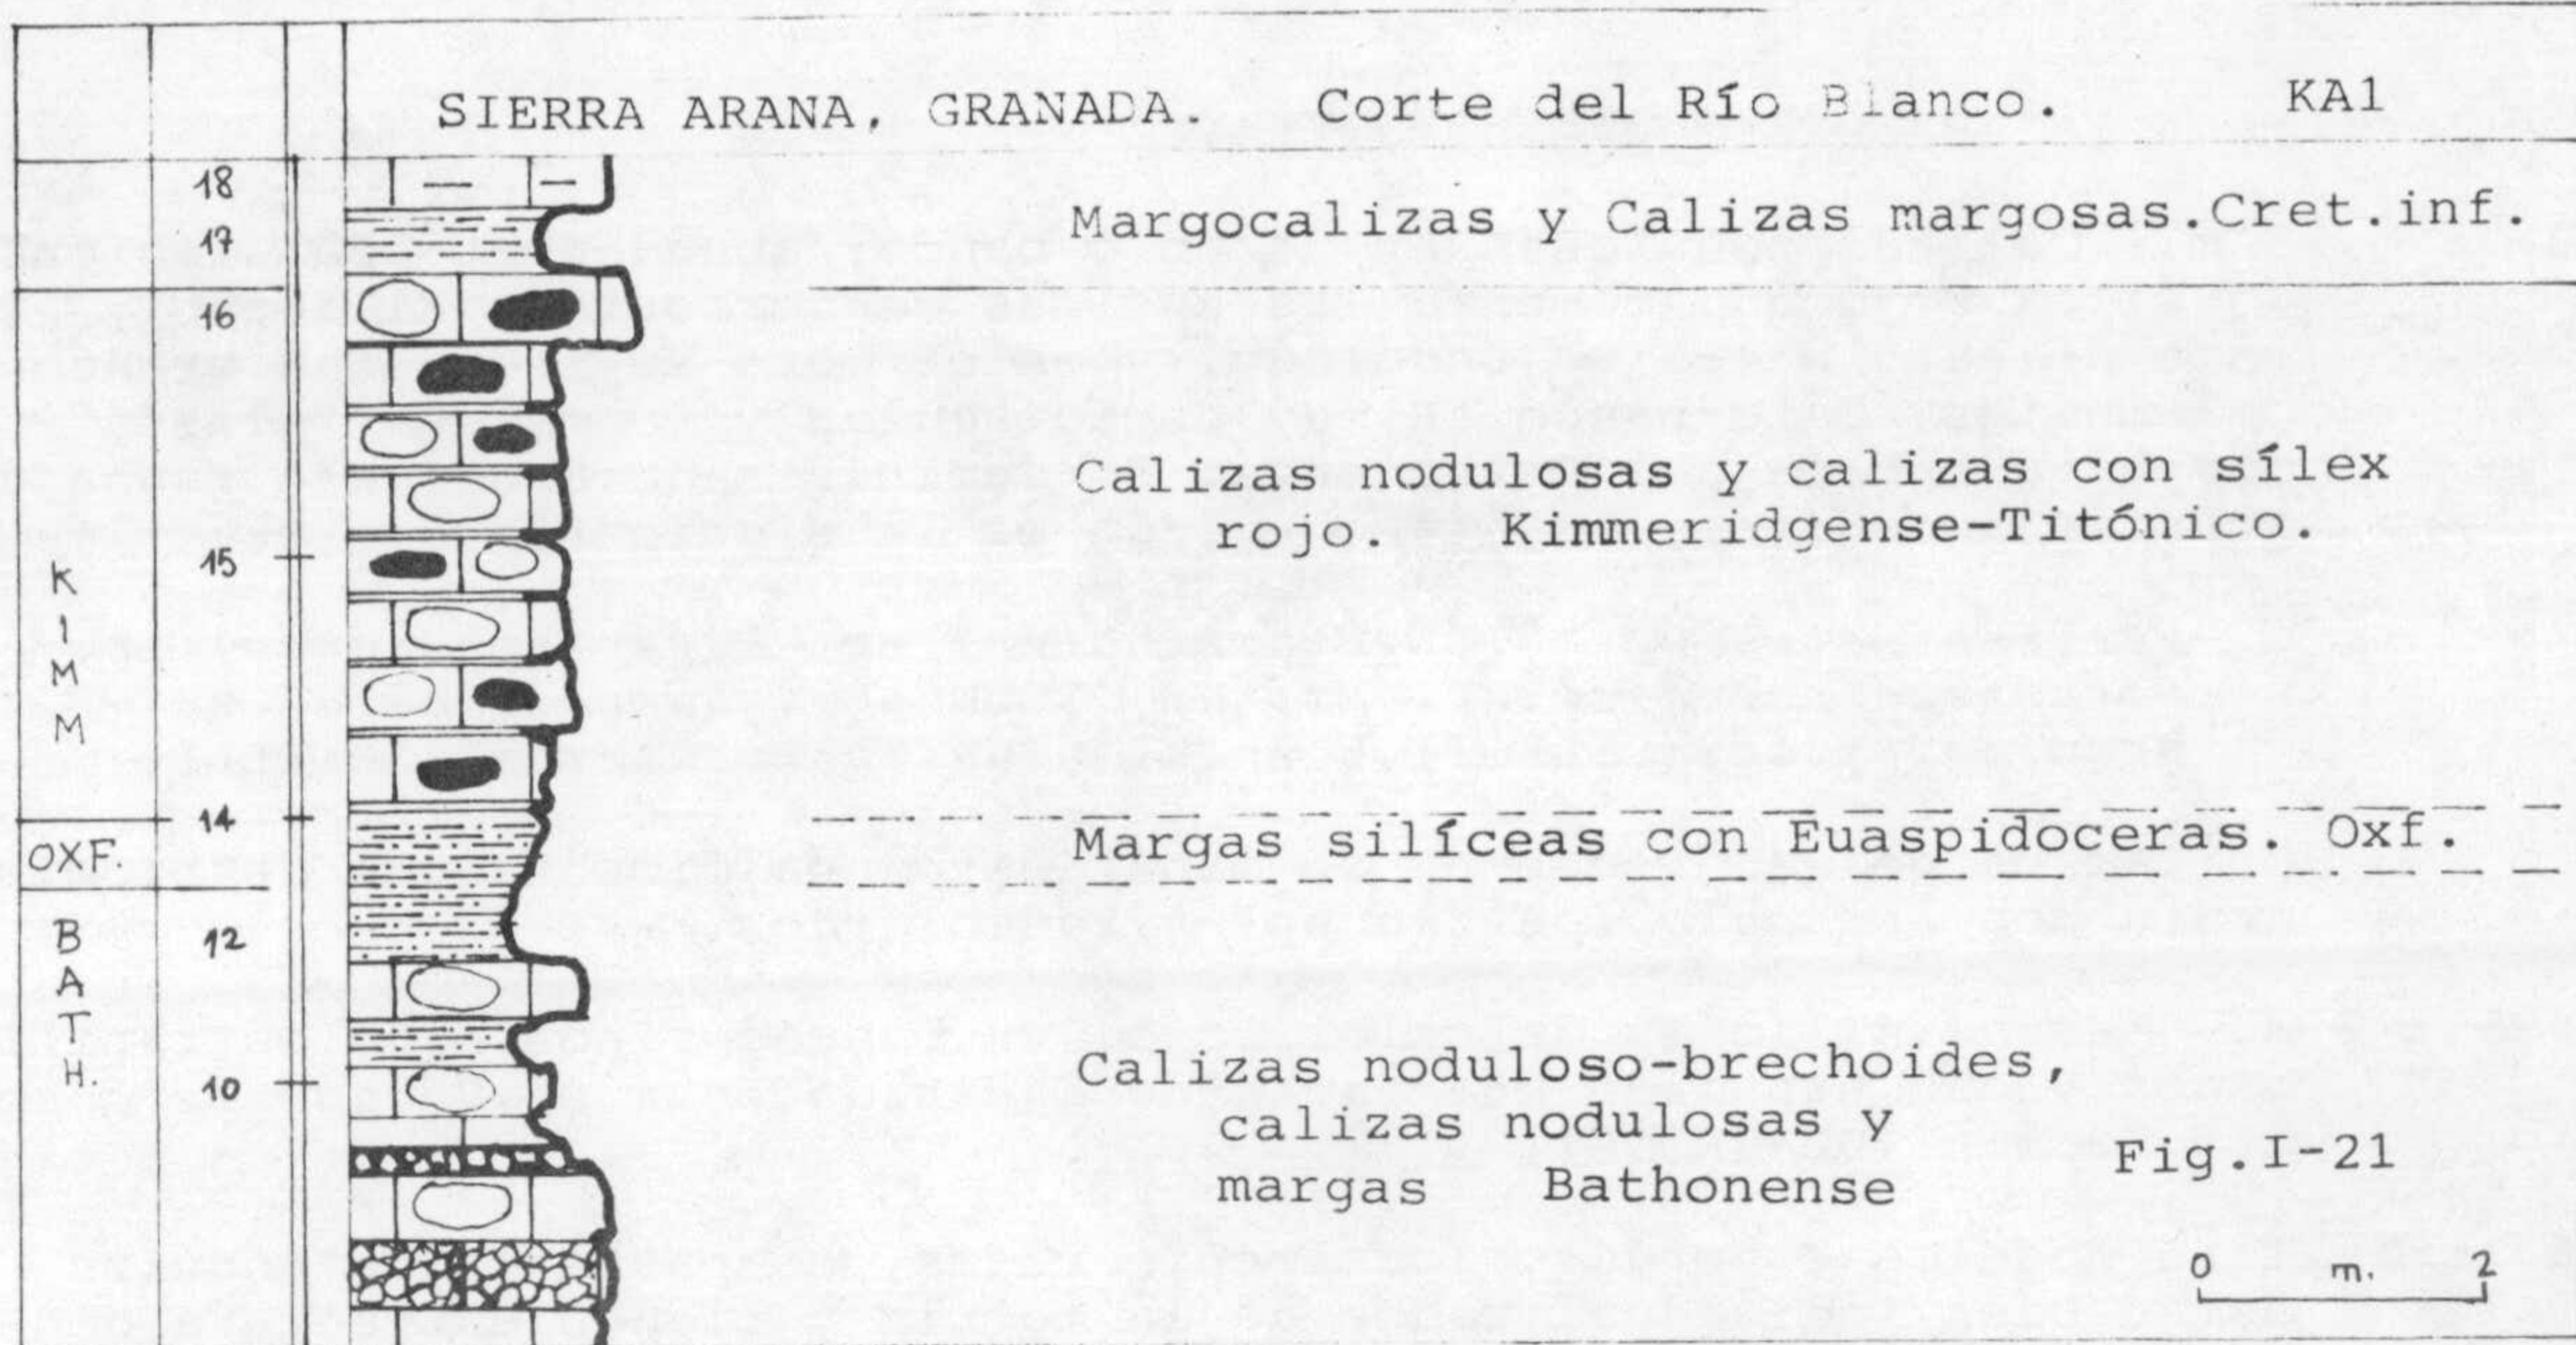 SIERRA ARANA, GRANADA. Corte del Río Blanco. KA1
18
17
Margocalizas y Calizas margosas.Cret.inf.
16
Calizas nodulosas y calizas con sílex
rojo. Kimmeridgense-Titónico.
15
KIMM
14
OXF.
Margas silíceas con Euaspidoceras. Oxf.
12
BATH.
10
Calizas noduloso-brechoides,
calizas nodulosas y
margas Bathonense
Fig.I-21
0 m. 2